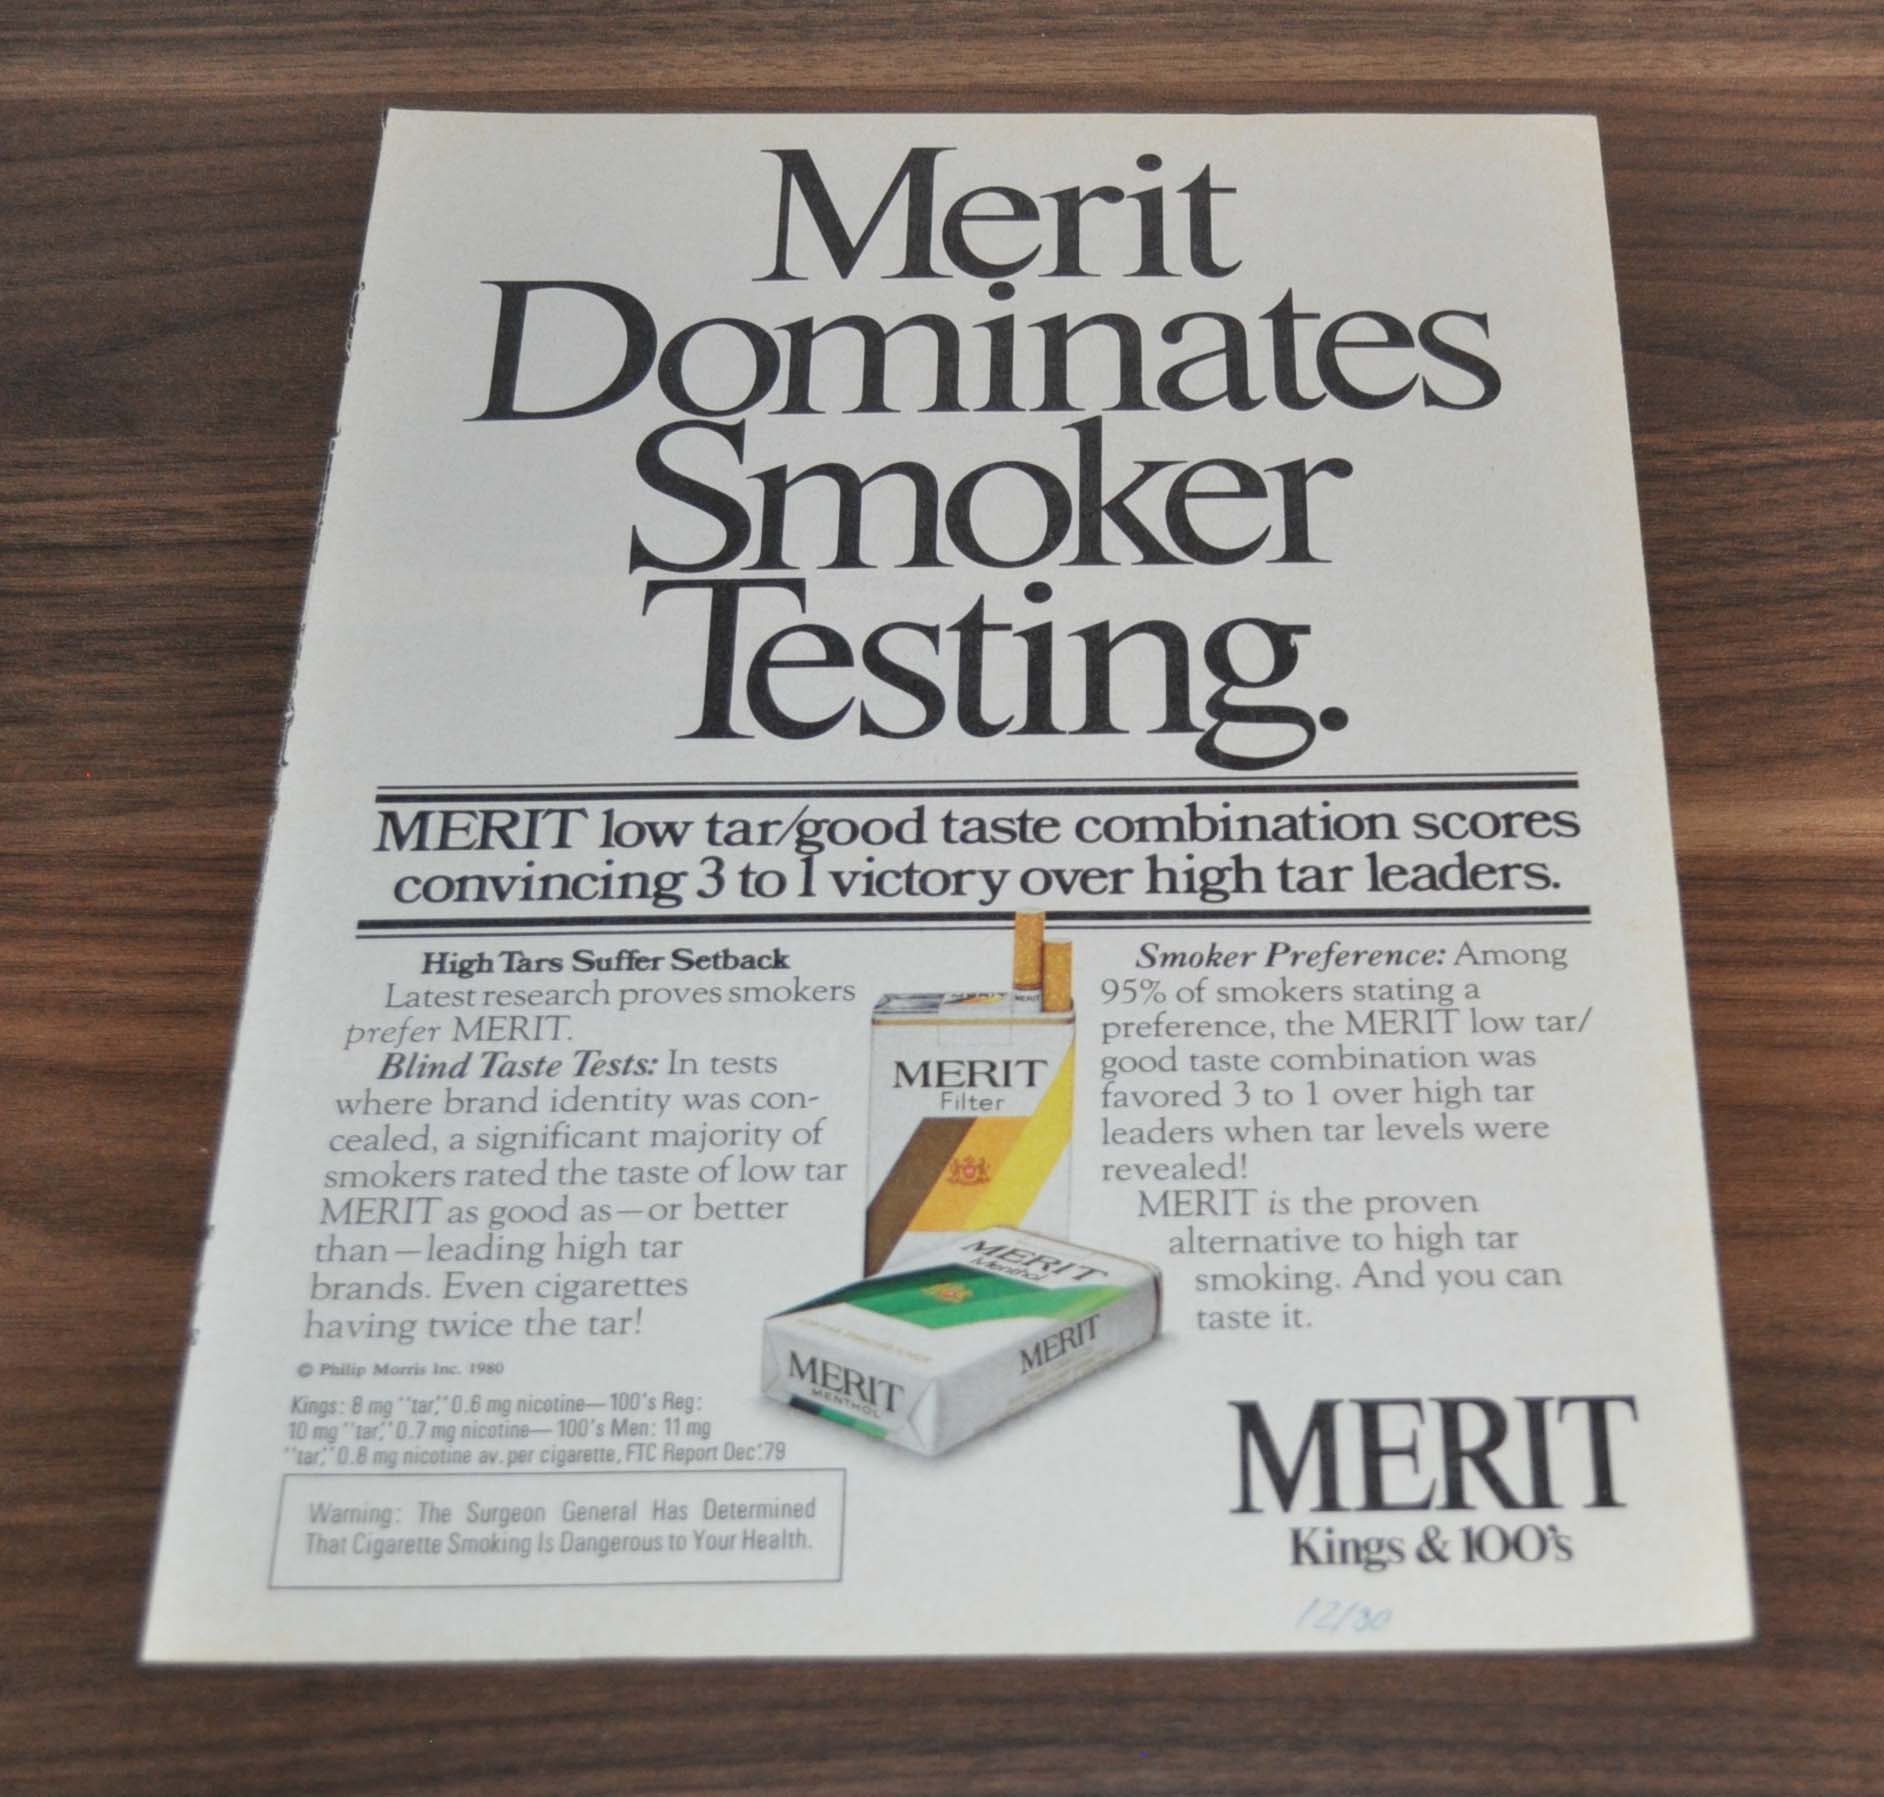 Merit
Dominates
Smoker
Testing.
MERIT low tar/good taste combination scores
convincing 3 to 1 victory over high tar leaders.
High Tars Suffer Setback
Latest research proves smokers
prefer MERIT.
Blind Taste Tests: In tests
where brand identity was con-
cealed, a significant majority of
smokers rated the taste of low tar
MERIT as good as—or better
than—leading high tar
brands. Even cigarettes
having twice the tar!
© Philip Morris Inc. 1980
Kings: 8 mg "tar," 0.6 mg nicotine—100's Reg:
10 mg "tar," 0.7 mg nicotine—100's Men: 11 mg
"tar," 0.8 mg nicotine av. per cigarette, FTC Report Dec.'79
Warning: The Surgeon General Has Determined
That Cigarette Smoking Is Dangerous to Your Health.
MERIT
MERIT
Filter
MERIT
Menthol
MERIT
MENTHOL
MERIT
Smoker Preference: Among
95% of smokers stating a
preference, the MERIT low tar/
good taste combination was
favored 3 to 1 over high tar
leaders when tar levels were
revealed!
MERIT is the proven
alternative to high tar
smoking. And you can
taste it.
MERIT
Kings & 100's
12/80